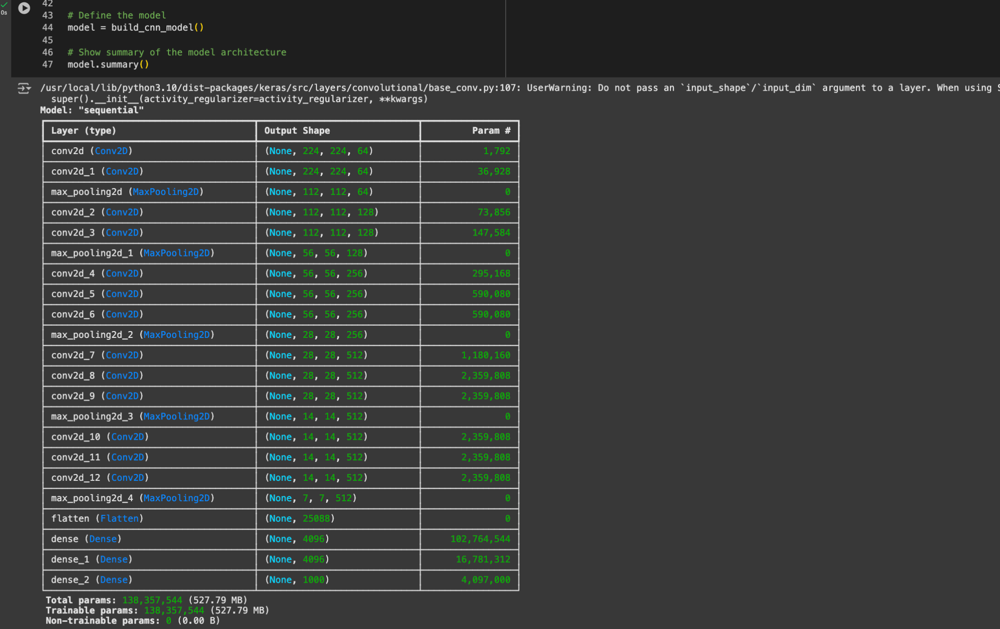 0s
42
43 # Define the model
44 model = build_cnn_model()
45
46 # Show summary of the model architecture
47 model.summary()
/usr/local/lib/python3.10/dist-packages/keras/src/layers/convolutional/base_conv.py:107: UserWarning: Do not pass an `input_shape`/`input_dim` argument to a layer. When using S
super().__init__(activity_regularizer=activity_regularizer, **kwargs)
Model: "sequential"
Layer (type) Output Shape Param #
conv2d (Conv2D) (None, 224, 224, 64) 1,792
conv2d_1 (Conv2D) (None, 224, 224, 64) 36,928
max_pooling2d (MaxPooling2D) (None, 112, 112, 64) 0
conv2d_2 (Conv2D) (None, 112, 112, 128) 73,856
conv2d_3 (Conv2D) (None, 112, 112, 128) 147,584
max_pooling2d_1 (MaxPooling2D) (None, 56, 56, 128) 0
conv2d_4 (Conv2D) (None, 56, 56, 256) 295,168
conv2d_5 (Conv2D) (None, 56, 56, 256) 590,080
conv2d_6 (Conv2D) (None, 56, 56, 256) 590,080
max_pooling2d_2 (MaxPooling2D) (None, 28, 28, 256) 0
conv2d_7 (Conv2D) (None, 28, 28, 512) 1,180,160
conv2d_8 (Conv2D) (None, 28, 28, 512) 2,359,808
conv2d_9 (Conv2D) (None, 28, 28, 512) 2,359,808
max_pooling2d_3 (MaxPooling2D) (None, 14, 14, 512) 0
conv2d_10 (Conv2D) (None, 14, 14, 512) 2,359,808
conv2d_11 (Conv2D) (None, 14, 14, 512) 2,359,808
conv2d_12 (Conv2D) (None, 14, 14, 512) 2,359,808
max_pooling2d_4 (MaxPooling2D) (None, 7, 7, 512) 0
flatten (Flatten) (None, 25088) 0
dense (Dense) (None, 4096) 102,764,544
dense_1 (Dense) (None, 4096) 16,781,312
dense_2 (Dense) (None, 1000) 4,097,000
Total params: 138,357,544 (527.79 MB)
Trainable params: 138,357,544 (527.79 MB)
Non-trainable params: 0 (0.00 B)